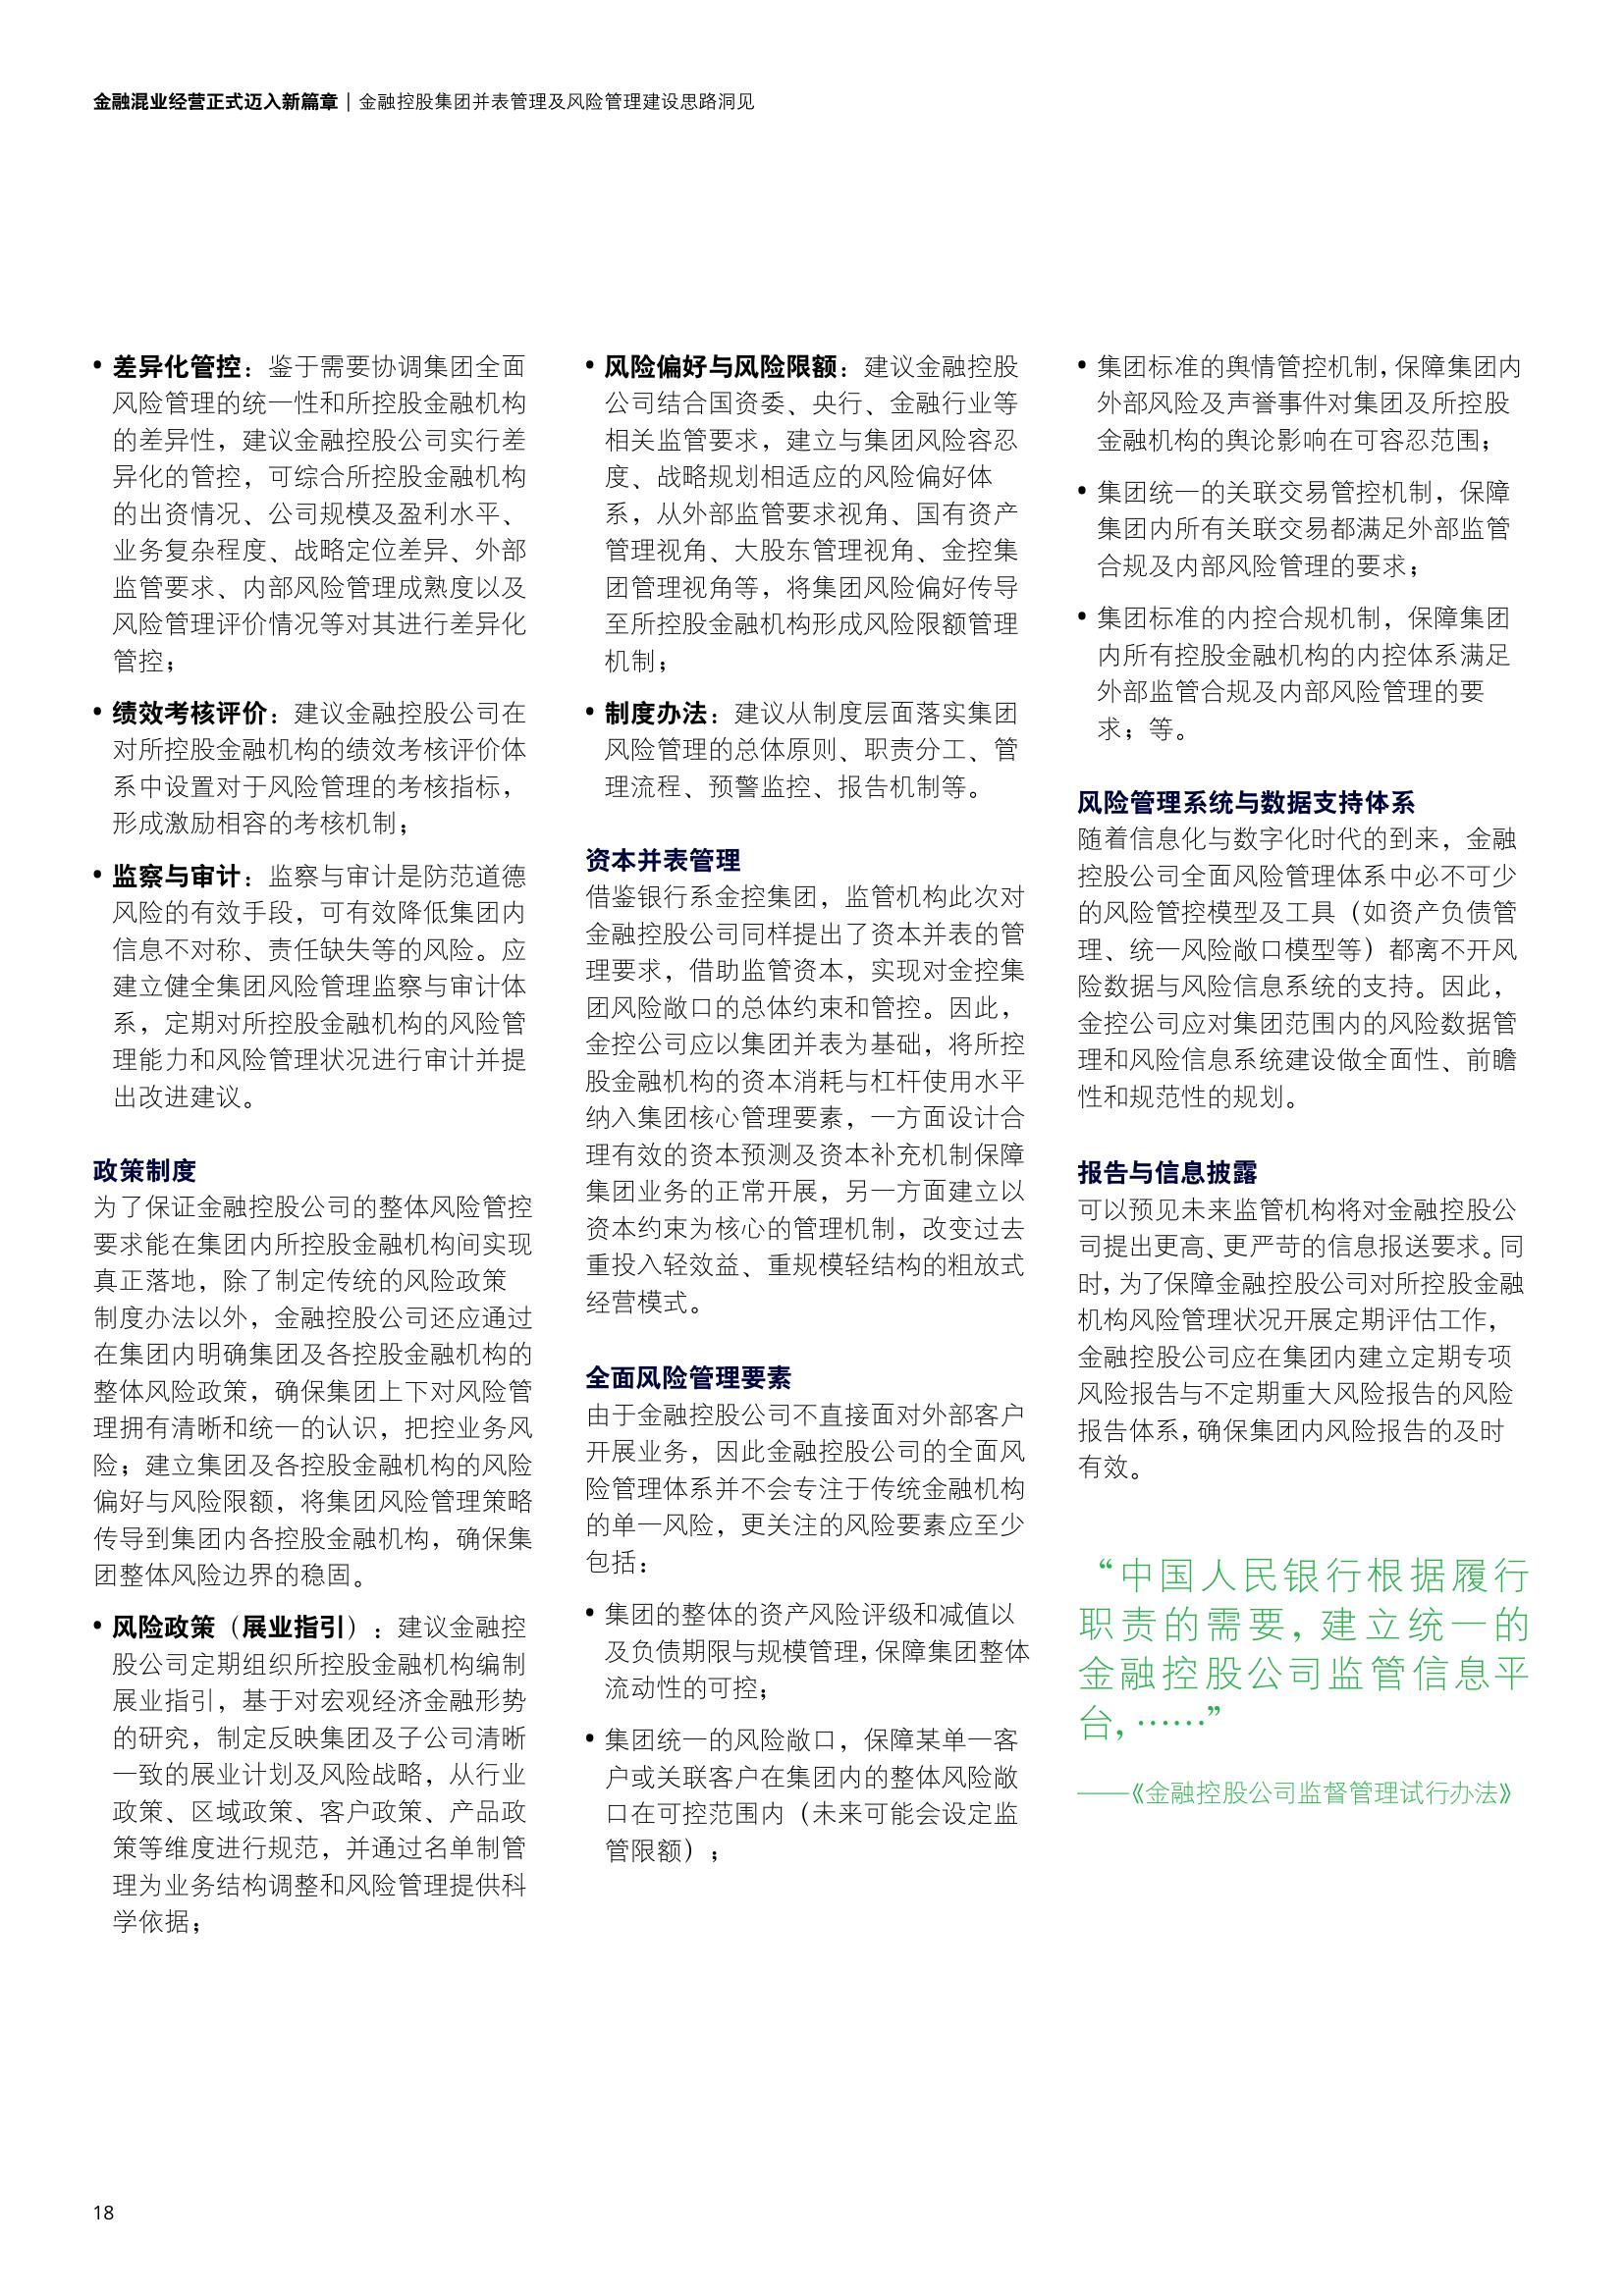 金融混业经营正式迈入新篇章 | 金融控股集团并表管理及风险管理建设思路洞见
• 差异化管控：鉴于需要协调集团全面
风险管理的统一性和所控股金融机构
的差异性，建议金融控股公司实行差
异化的管控，可综合所控股金融机构
的出资情况、公司规模及盈利水平、
业务复杂程度、战略定位差异、外部
监管要求、内部风险管理成熟度以及
风险管理评价情况等对其进行差异化
管控；
• 绩效考核评价：建议金融控股公司在
对所控股金融机构的绩效考核评价体
系中设置对于风险管理的考核指标，
形成激励相容的考核机制；
• 监察与审计：监察与审计是防范道德
风险的有效手段，可有效降低集团内
信息不对称、责任缺失等的风险。应
建立健全集团风险管理监察与审计体
系，定期对所控股金融机构的风险管
理能力和风险管理状况进行审计并提
出改进建议。
政策制度
为了保证金融控股公司的整体风险管控
要求能在集团内所控股金融机构间实现
真正落地，除了制定传统的风险政策
制度办法以外，金融控股公司还应通过
在集团内明确集团及各控股金融机构的
整体风险政策，确保集团上下对风险管
理拥有清晰和统一的认识，把控业务风
险；建立集团及各控股金融机构的风险
偏好与风险限额，将集团风险管理策略
传导到集团内各控股金融机构，确保集
团整体风险边界的稳固。
• 风险政策（展业指引）：建议金融控
股公司定期组织所控股金融机构编制
展业指引，基于对宏观经济金融形势
的研究，制定反映集团及子公司清晰
一致的展业计划及风险战略，从行业
政策、区域政策、客户政策、产品政
策等维度进行规范，并通过名单制管
理为业务结构调整和风险管理提供科
学依据；
• 风险偏好与风险限额：建议金融控股
公司结合国资委、央行、金融行业等
相关监管要求，建立与集团风险容忍
度、战略规划相适应的风险偏好体
系，从外部监管要求视角、国有资产
管理视角、大股东管理视角、金控集
团管理视角等，将集团风险偏好传导
至所控股金融机构形成风险限额管理
机制；
• 制度办法：建议从制度层面落实集团
风险管理的总体原则、职责分工、管
理流程、预警监控、报告机制等。
资本并表管理
借鉴银行系金控集团，监管机构此次对
金融控股公司同样提出了资本并表的管
理要求，借助监管资本，实现对金控集
团风险敞口的总体约束和管控。因此，
金控公司应以集团并表为基础，将所控
股金融机构的资本消耗与杠杆使用水平
纳入集团核心管理要素，一方面设计合
理有效的资本预测及资本补充机制保障
集团业务的正常开展，另一方面建立以
资本约束为核心的管理机制，改变过去
重投入轻效益、重规模轻结构的粗放式
经营模式。
全面风险管理要素
由于金融控股公司不直接面对外部客户
开展业务，因此金融控股公司的全面风
险管理体系并不会专注于传统金融机构
的单一风险，更关注的风险要素应至少
包括：
• 集团的整体的资产风险评级和减值以
及负债期限与规模管理，保障集团整体
流动性的可控；
• 集团统一的风险敞口，保障某单一客
户或关联客户在集团内的整体风险敞
口在可控范围内（未来可能会设定监
管限额）；
• 集团标准的舆情管控机制，保障集团内
外部风险及声誉事件对集团及所控股
金融机构的舆论影响在可容忍范围；
• 集团统一的关联交易管控机制，保障
集团内所有关联交易都满足外部监管
合规及内部风险管理的要求；
• 集团标准的内控合规机制，保障集团
内所有控股金融机构的内控体系满足
外部监管合规及内部风险管理的要
求；等。
风险管理系统与数据支持体系
随着信息化与数字化时代的到来，金融
控股公司全面风险管理体系中必不可少
的风险管控模型及工具（如资产负债管
理、统一风险敞口模型等）都离不开风
险数据与风险信息系统的支持。因此，
金控公司应对集团范围内的风险数据管
理和风险信息系统建设做全面性、前瞻
性和规范性的规划。
报告与信息披露
可以预见未来监管机构将对金融控股公
司提出更高、更严苛的信息报送要求。同
时，为了保障金融控股公司对所控股金融
机构风险管理状况开展定期评估工作，
金融控股公司应在集团内建立定期专项
风险报告与不定期重大风险报告的风险
报告体系，确保集团内风险报告的及时
有效。
“中国人民银行根据履行
职责的需要，建立统一的
金融控股公司监管信息平
台，……”
——《金融控股公司监督管理试行办法》
18